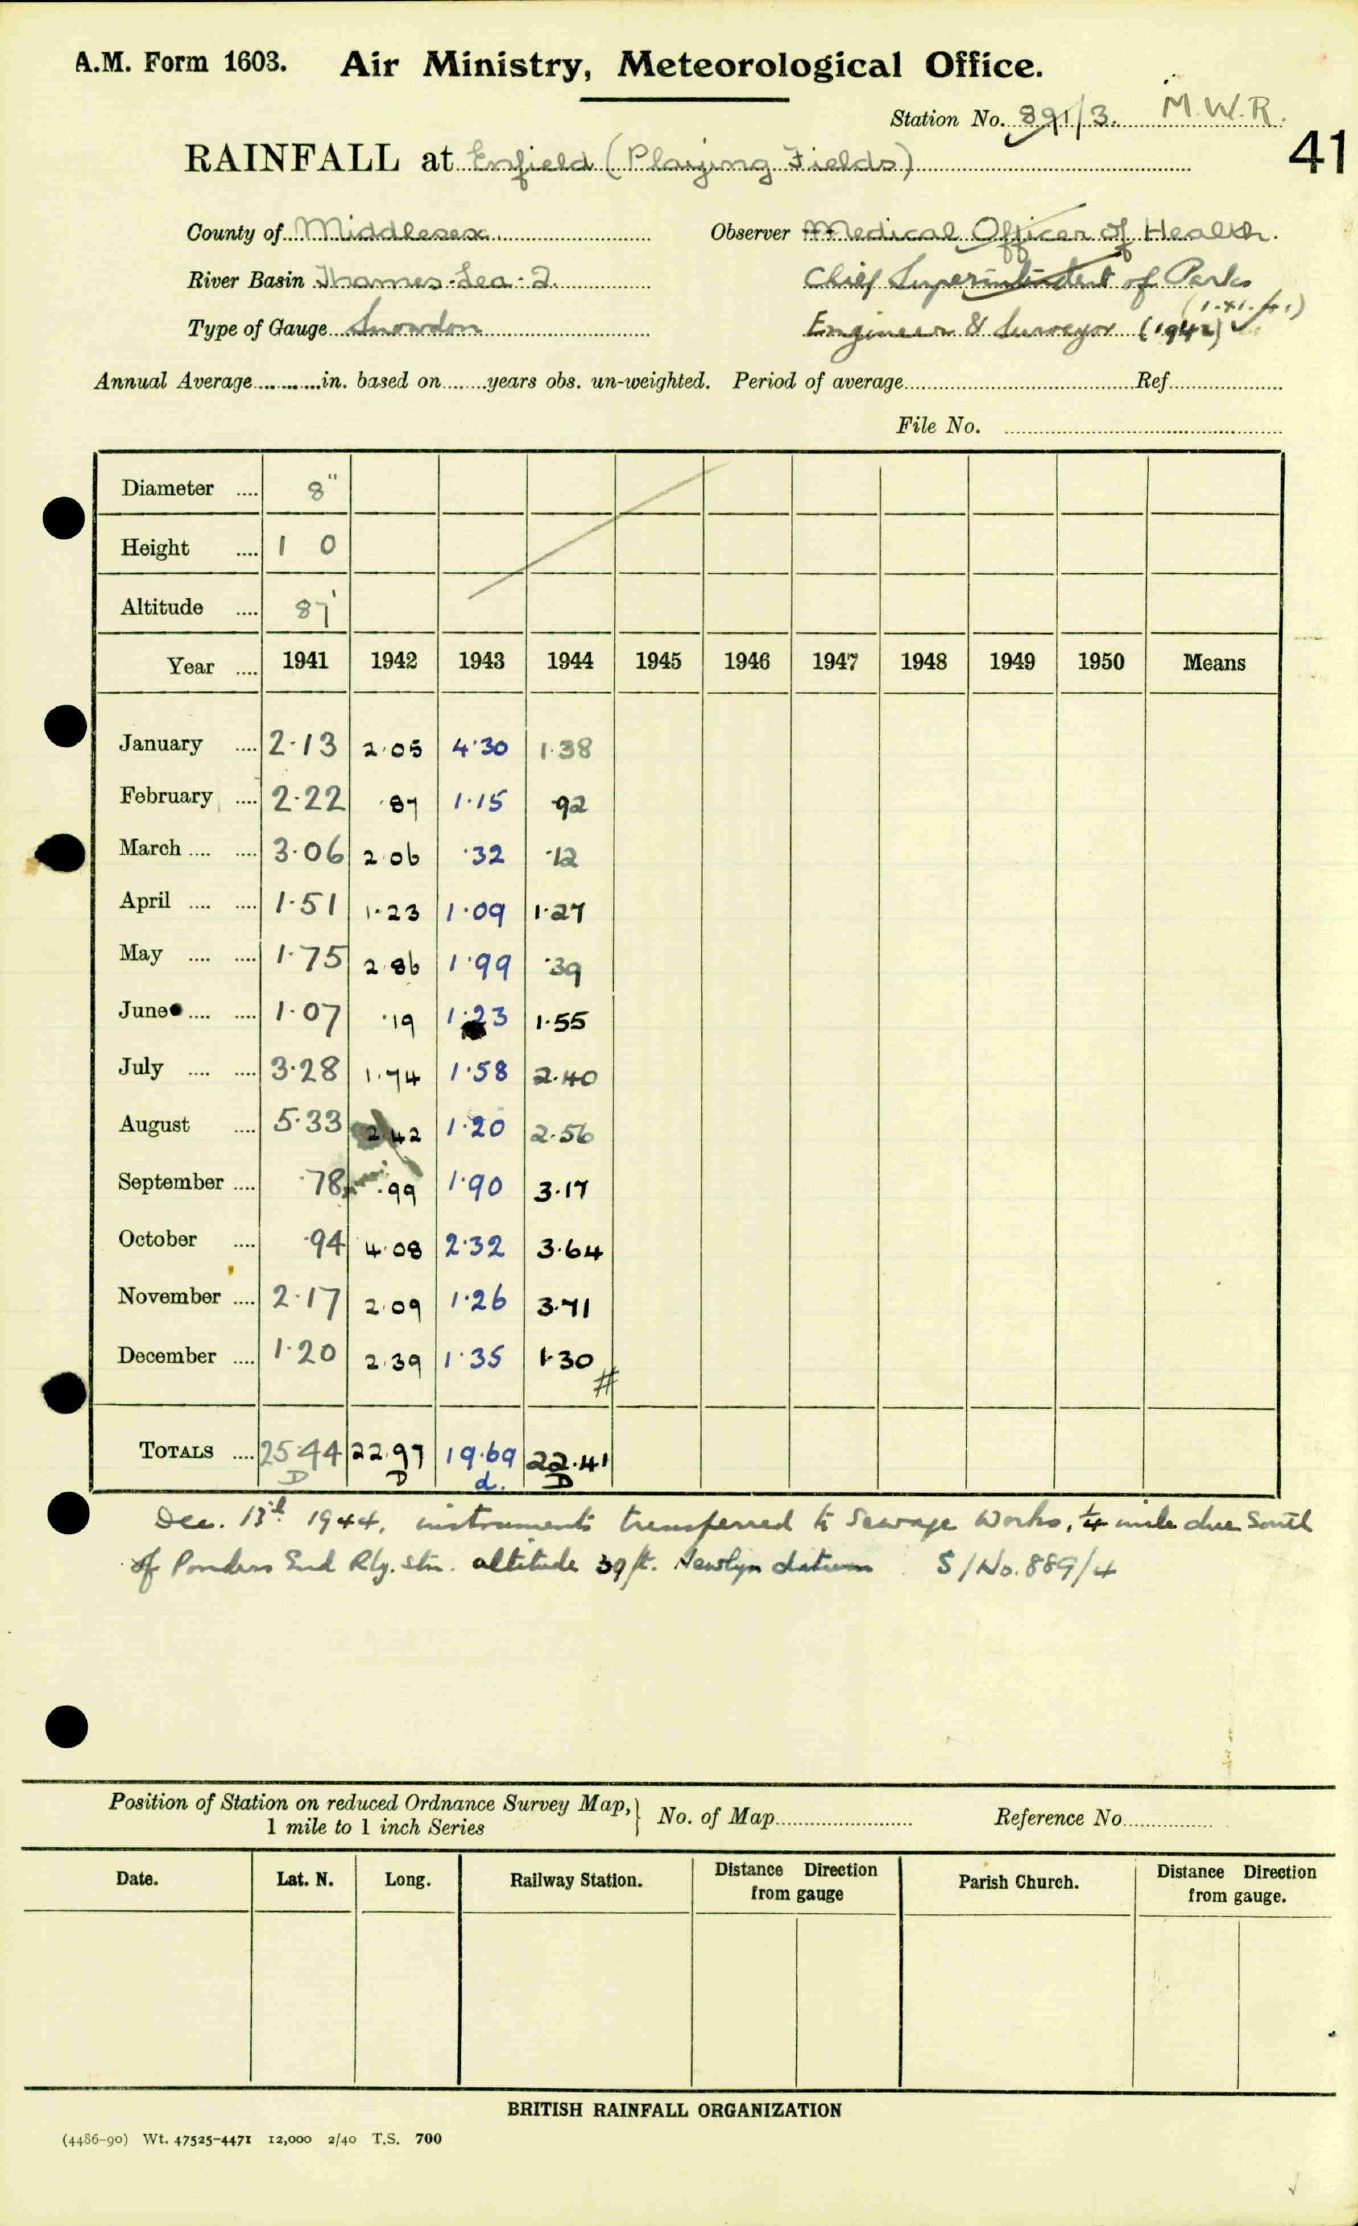 A.M. Form 1603. Air Ministry, Meteorological Office.
Station No. 891/3. M.W.R.
41
RAINFALL at Enfield (Playing Fields)
County of Middlesex Observer Medical Officer of Health.
River Basin Thames-Lea-2 Chief Superintendent of Parks
(1.XI.41)
Type of Gauge Snowdon Engineer & Surveyor (1942)
Annual Average in. based on years obs. un-weighted. Period of average Ref
File No.
Diameter 8"
Height 1 0
Altitude 87'
Year 1941 1942 1943 1944 1945 1946 1947 1948 1949 1950 Means
January 2.13 2.05 4.30 1.38
February 2.22 .87 1.15 .92
March 3.06 2.06 .32 .12
April 1.51 1.23 1.09 1.27
May 1.75 2.86 1.99 .39
June 1.07 .19 1.23 1.55
July 3.28 1.74 1.58 2.40
August 5.33 2.42 1.20 2.56
September .78 .99 1.90 3.17
October .94 4.08 2.32 3.64
November 2.17 2.09 1.26 3.71
December 1.20 2.39 1.35 1.30
#
TOTALS 25.44 22.97 19.69 22.41
D D d. D
Dec. 13th 1944, instruments transferred to Sewage Works, 1/4 mile due South
of Ponders End Rly. Stn. altitude 39 ft. Newlyn datum S/No. 889/4
Position of Station on reduced Ordnance Survey Map,} No. of Map Reference No
1 mile to 1 inch Series
Date. Lat. N. Long. Railway Station. Distance Direction from gauge Parish Church. Distance Direction from gauge.
BRITISH RAINFALL ORGANIZATION
(4486-90) Wt. 47525-4471 12,000 2/40 T.S. 700